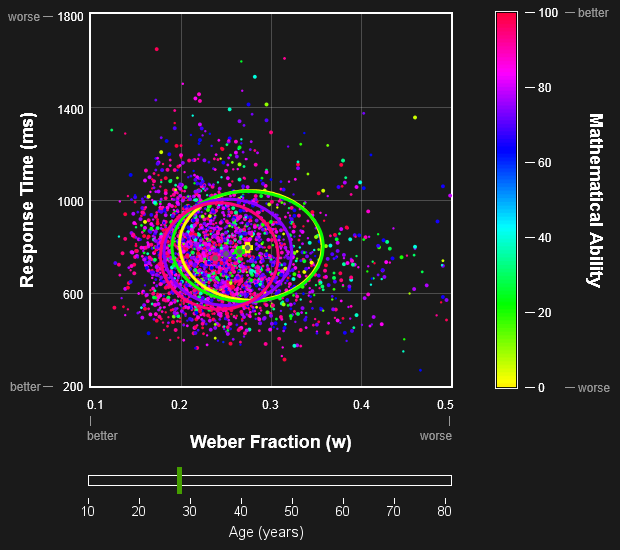 worse
1800
1400
1000
600
better
200
Response Time (ms)
0.1
0.2
0.3
0.4
0.5
better
worse
Weber Fraction (w)
10
20
30
40
50
60
70
80
Age (years)
100
better
80
60
40
20
0
worse
Mathematical Ability